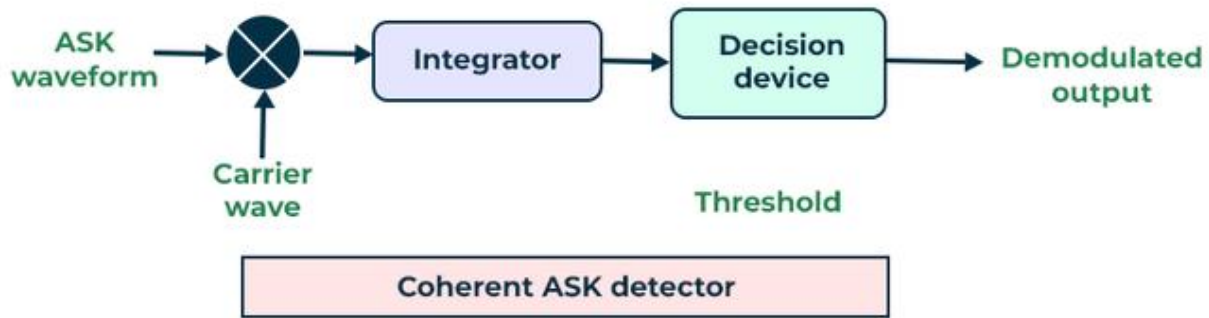 ASK
waveform
Integrator
Decision
device
Demodulated
output
Carrier
wave
Threshold
Coherent ASK detector